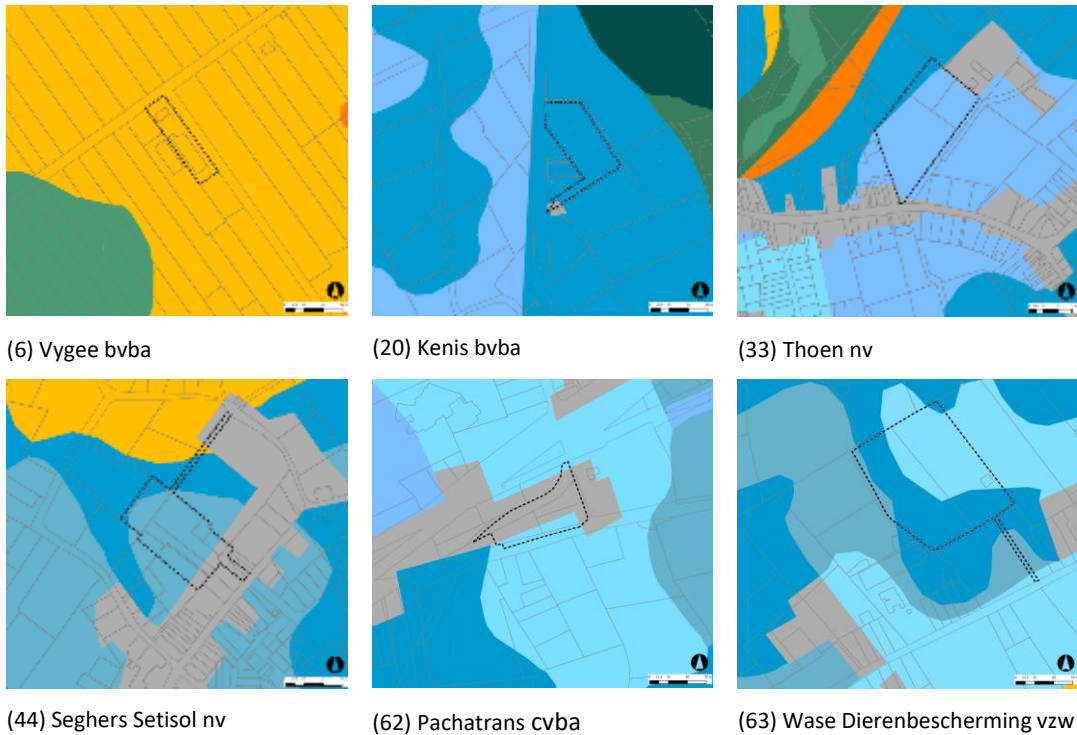 (6) Vygee bvba
(20) Kenis bvba
(33) Thoen nv
(44) Seghers Setisol nv
(62) Pachatrans cvba
(63) Wase Dierenbescherming vzw